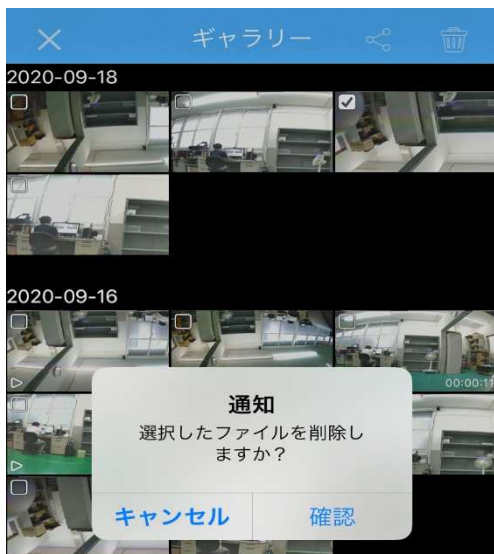 ギャラリー
2020-09-18
2020-09-16
00:00:11
通知
選択したファイルを削除し
ますか？
キャンセル 確認